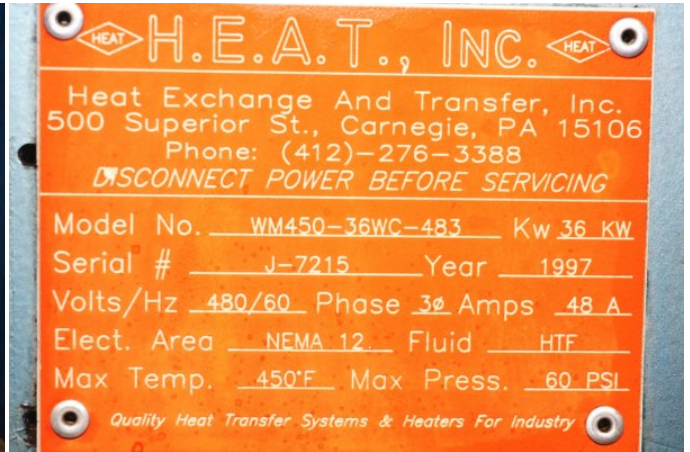 HEAT H.E.A.T., INC. HEAT
Heat Exchange And Transfer, Inc.
500 Superior St., Carnegie, PA 15106
Phone: (412)-276-3388
DISCONNECT POWER BEFORE SERVICING
Model No. WM450-36WC-483 Kw 36 KW
Serial # J-7215 Year 1997
Volts/Hz 480/60 Phase 3ø Amps 48 A
Elect. Area NEMA 12. Fluid HTF
Max Temp. 450°F Max Press. 60 PSI
Quality Heat Transfer Systems & Heaters For Industry